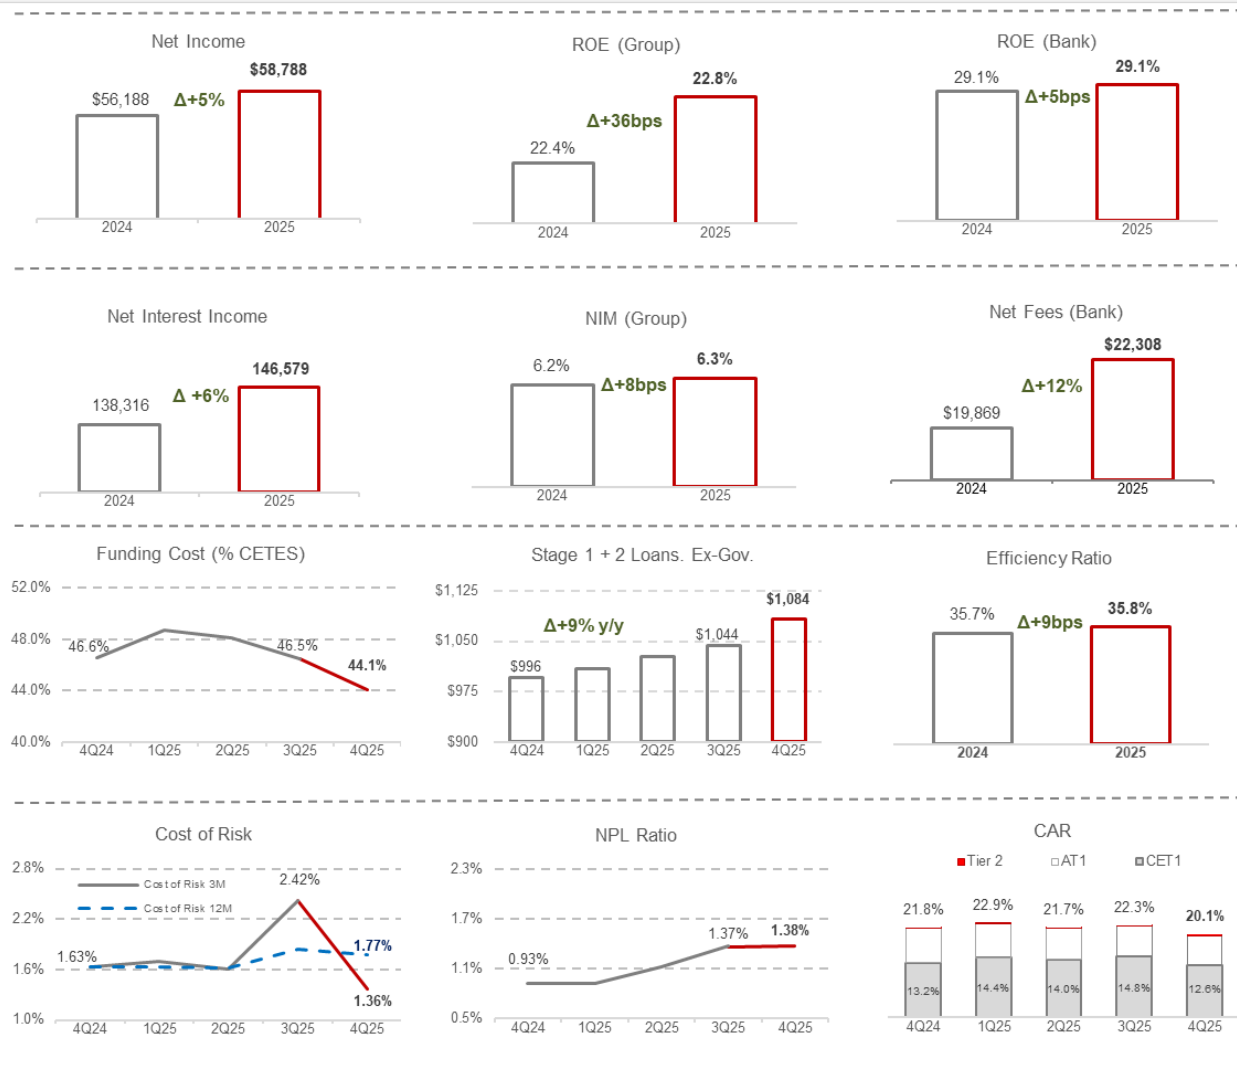 Net Income
$56,188
Δ+5%
$58,788
2024
2025
ROE (Group)
22.4%
Δ+36bps
22.8%
2024
2025
ROE (Bank)
29.1%
Δ+5bps
29.1%
2024
2025
Net Interest Income
138,316
Δ +6%
146,579
2024
2025
NIM (Group)
6.2%
Δ+8bps
6.3%
2024
2025
Net Fees (Bank)
$19,869
Δ+12%
$22,308
2024
2025
Funding Cost (% CETES)
52.0%
48.0%
44.0%
40.0%
46.6%
46.5%
44.1%
4Q24
1Q25
2Q25
3Q25
4Q25
Stage 1 + 2 Loans. Ex-Gov.
$1,125
$1,050
$975
$900
Δ+9% y/y
$996
$1,044
$1,084
4Q24
1Q25
2Q25
3Q25
4Q25
Efficiency Ratio
35.7%
Δ+9bps
35.8%
2024
2025
Cost of Risk
2.8%
2.2%
1.6%
1.0%
Cost of Risk 3M
Cost of Risk 12M
1.63%
2.42%
1.77%
1.36%
4Q24
1Q25
2Q25
3Q25
4Q25
NPL Ratio
2.3%
1.7%
1.1%
0.5%
0.93%
1.37%
1.38%
4Q24
1Q25
2Q25
3Q25
4Q25
CAR
Tier 2
AT1
CET1
21.8%
22.9%
21.7%
22.3%
20.1%
13.2%
14.4%
14.0%
14.8%
12.6%
4Q24
1Q25
2Q25
3Q25
4Q25